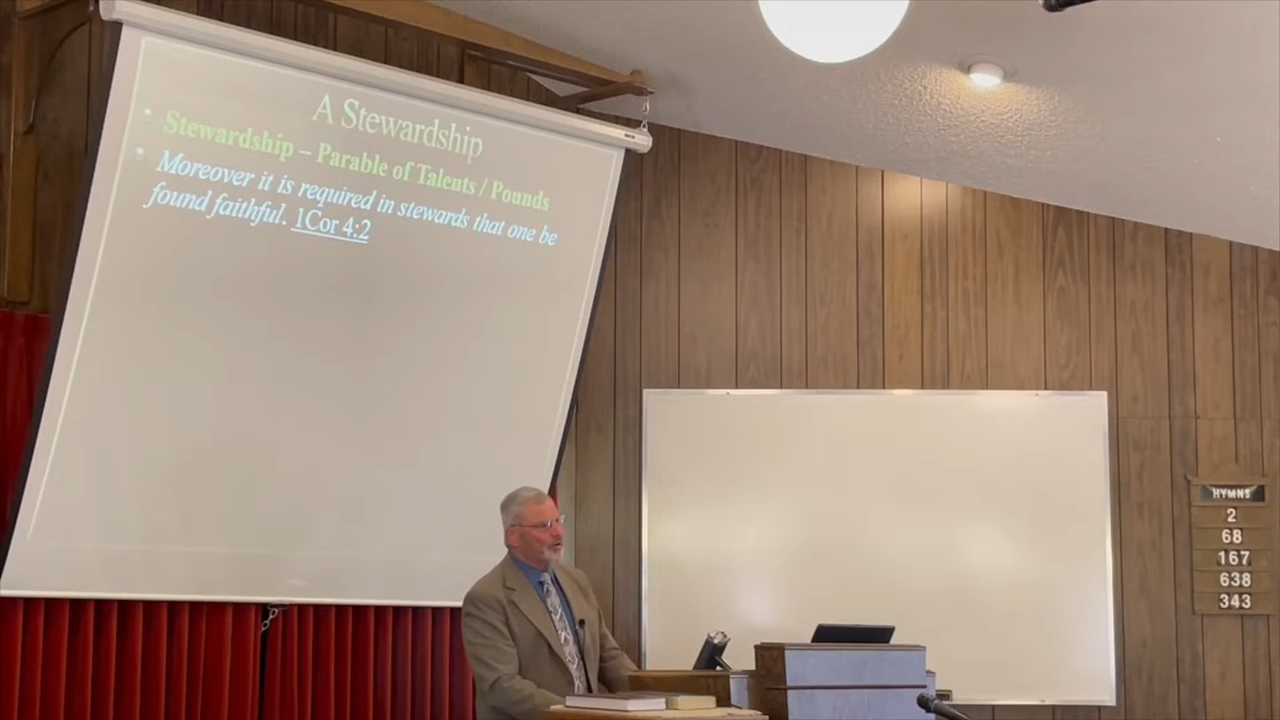 A Stewardship
• Stewardship – Parable of Talents / Pounds
• Moreover it is required in stewards that one be
found faithful. 1Cor 4:2
HYMNS
2
68
167
638
343